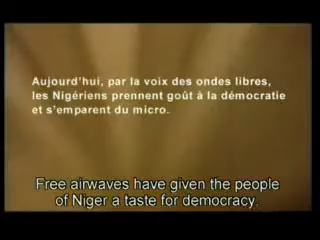 Aujourd'hui, par la voix des ondes libres,
les Nigériens prennent goût à la démocratie
et s'emparent du micro.
Free airwaves have given the people
of Niger a taste for democracy.